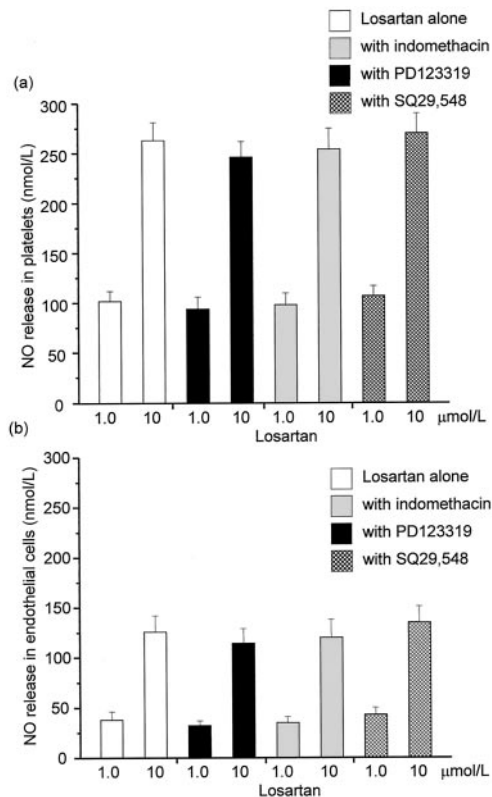 Losartan alone
with indomethacin
with PD123319
with SQ29,548
(a)
NO release in platelets (nmol/L)
300
250
200
150
100
50
0
1.0 10 1.0 10 1.0 10 1.0 10 μmol/L
Losartan
(b)
NO release in endothelial cells (nmol/L)
300
250
200
150
100
50
0
Losartan alone
with indomethacin
with PD123319
with SQ29,548
1.0 10 1.0 10 1.0 10 1.0 10 μmol/L
Losartan